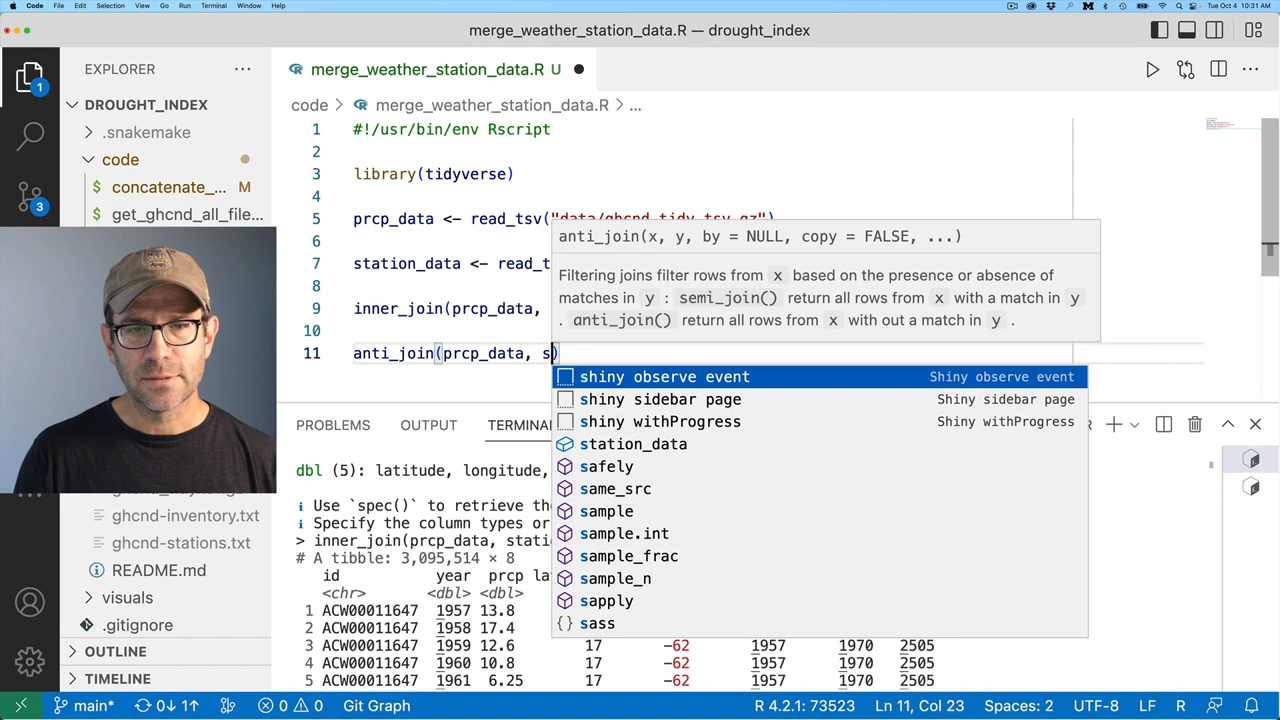 Code File Edit Selection View Go Run Terminal Window Help Tue Oct 4 10:31 AM
merge_weather_station_data.R — drought_index
EXPLORER ···
merge_weather_station_data.R U ●
DROUGHT_INDEX
code > merge_weather_station_data.R > ...
.snakemake
code
concatenate_... M
get_ghcnd_all_file...
1
3
1 #!/usr/bin/env Rscript
2
3 library(tidyverse)
4
5 prcp_data <- read_tsv("data/ghcnd_tidy.tsv.gz")
6
7 station_data <- read_t
8
9 inner_join(prcp_data,
10
11 anti_join(prcp_data, s)
anti_join(x, y, by = NULL, copy = FALSE, ...)
Filtering joins filter rows from x based on the presence or absence of
matches in y : semi_join() return all rows from x with a match in y
. anti_join() return all rows from x with out a match in y .
shiny observe event Shiny observe event
shiny sidebar page Shiny sidebar page
shiny withProgress Shiny withProgress
station_data
safely
same_src
sample
sample.int
sample_frac
sample_n
sapply
sass
PROBLEMS OUTPUT TERMINAL
dbl (5): latitude, longitude,
ℹ Use `spec()` to retrieve the
ℹ Specify the column types or
> inner_join(prcp_data, stati
# A tibble: 3,095,514 × 8
id year prcp la
<chr> <dbl> <dbl>
1 ACW00011647 1957 13.8
2 ACW00011647 1958 17.4
3 ACW00011647 1959 12.6 17 -62 1957 1970 2505
4 ACW00011647 1960 10.8 17 -62 1957 1970 2505
5 ACW00011647 1961 6.25 17 -62 1957 1970 2505
ghcnd-inventory.txt
ghcnd-stations.txt
README.md
visuals
.gitignore
OUTLINE
TIMELINE
main* 0↓ 1↑ 0 0 Git Graph R 4.2.1: 73523 Ln 11, Col 23 Spaces: 2 UTF-8 LF R